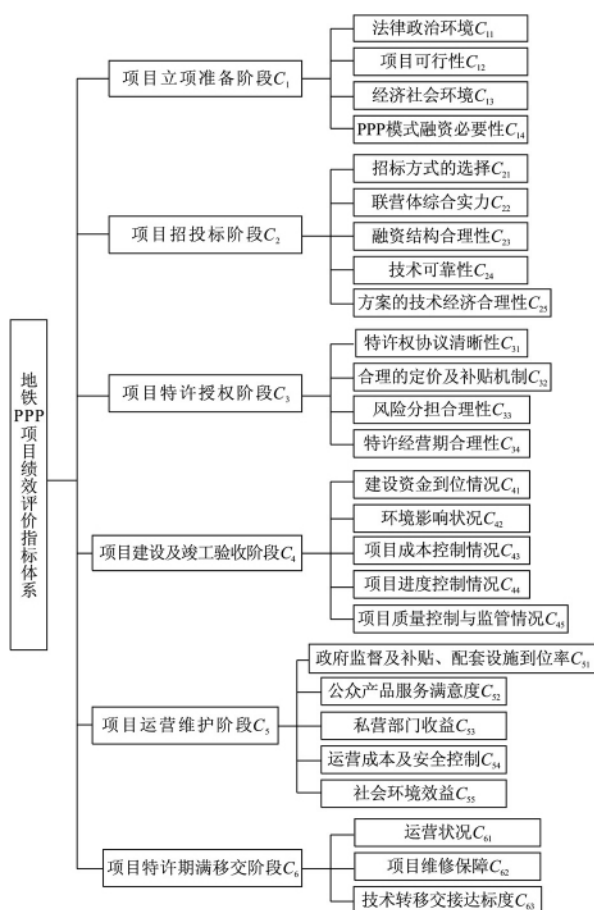 地铁PPP项目绩效评价指标体系
项目立项准备阶段C₁
法律政治环境C₁₁
项目可行性C₁₂
经济社会环境C₁₃
PPP模式融资必要性C₁₄
项目招投标阶段C₂
招标方式的选择C₂₁
联营体综合实力C₂₂
融资结构合理性C₂₃
技术可靠性C₂₄
方案的技术经济合理性C₂₅
项目特许授权阶段C₃
特许权协议清晰性C₃₁
合理的定价及补贴机制C₃₂
风险分担合理性C₃₃
特许经营期合理性C₃₄
项目建设及竣工验收阶段C₄
建设资金到位情况C₄₁
环境影响状况C₄₂
项目成本控制情况C₄₃
项目进度控制情况C₄₄
项目质量控制与监管情况C₄₅
项目运营维护阶段C₅
政府监督及补贴、配套设施到位率C₅₁
公众产品服务满意度C₅₂
私营部门收益C₅₃
运营成本及安全控制C₅₄
社会环境效益C₅₅
项目特许期满移交阶段C₆
运营状况C₆₁
项目维修保障C₆₂
技术转移交接达标度C₆₃